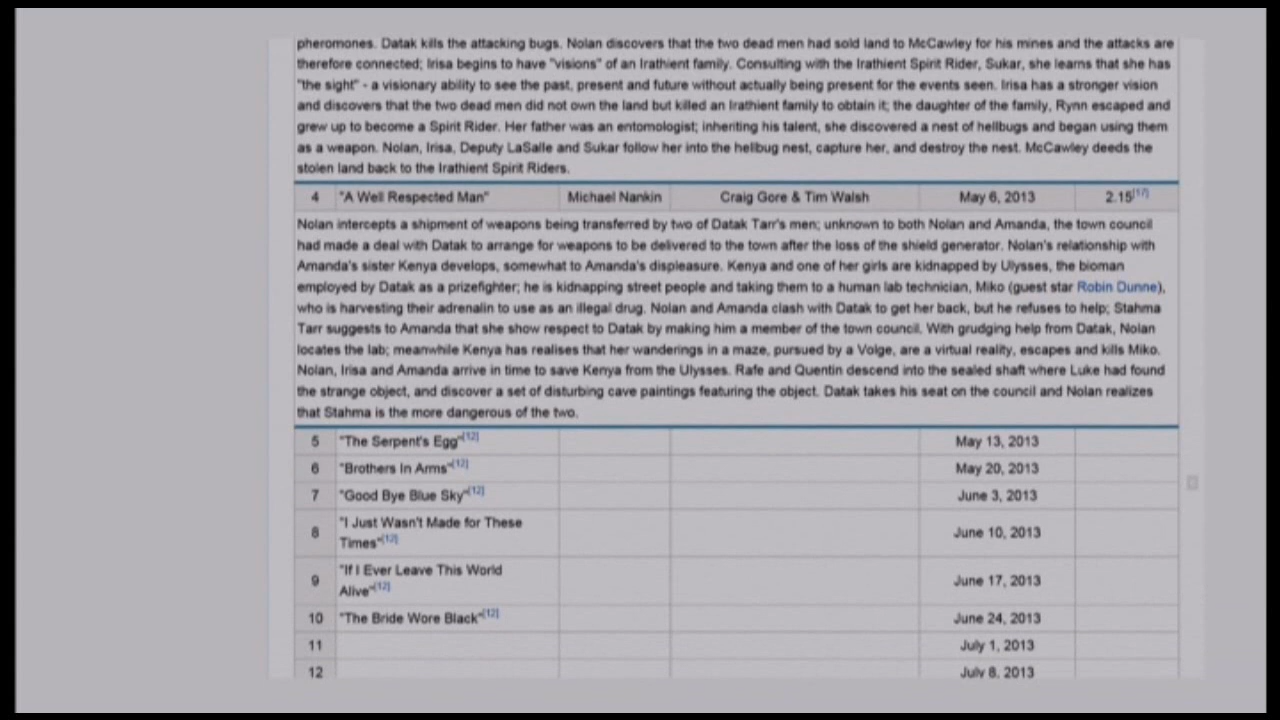 pheromones. Datak kills the attacking bugs. Nolan discovers that the two dead men had sold land to McCawley for his mines and the attacks are
therefore connected; Irisa begins to have "visions" of an Irathient family. Consulting with the Irathient Spirit Rider, Sukar, she learns that she has
"the sight" - a visionary ability to see the past, present and future without actually being present for the events seen. Irisa has a stronger vision
and discovers that the two dead men did not own the land but killed an Irathient family to obtain it; the daughter of the family, Rynn escaped and
grew up to become a Spirit Rider. Her father was an entomologist; inheriting his talent, she discovered a nest of hellbugs and began using them
as a weapon. Nolan, Irisa, Deputy LaSalle and Sukar follow her into the hellbug nest, capture her, and destroy the nest. McCawley deeds the
stolen land back to the Irathient Spirit Riders.
4 "A Well Respected Man" Michael Nankin Craig Gore & Tim Walsh May 6, 2013 2.15[17]
Nolan intercepts a shipment of weapons being transferred by two of Datak Tarr's men; unknown to both Nolan and Amanda, the town council
had made a deal with Datak to arrange for weapons to be delivered to the town after the loss of the shield generator. Nolan's relationship with
Amanda's sister Kenya develops, somewhat to Amanda's displeasure. Kenya and one of her girls are kidnapped by Ulysses, the bioman
employed by Datak as a prizefighter; he is kidnapping street people and taking them to a human lab technician, Miko (guest star Robin Dunne),
who is harvesting their adrenalin to use as an illegal drug. Nolan and Amanda clash with Datak to get her back, but he refuses to help; Stahma
Tarr suggests to Amanda that she show respect to Datak by making him a member of the town council. With grudging help from Datak, Nolan
locates the lab; meanwhile Kenya has realises that her wanderings in a maze, pursued by a Volge, are a virtual reality, escapes and kills Miko.
Nolan, Irisa and Amanda arrive in time to save Kenya from the Ulysses. Rafe and Quentin descend into the sealed shaft where Luke had found
the strange object, and discover a set of disturbing cave paintings featuring the object. Datak takes his seat on the council and Nolan realizes
that Stahma is the more dangerous of the two.
5 "The Serpent's Egg"[12] May 13, 2013
6 "Brothers In Arms"[12] May 20, 2013
7 "Good Bye Blue Sky"[12] June 3, 2013
8 "I Just Wasn't Made for These
Times"[12] June 10, 2013
9 "If I Ever Leave This World
Alive"[12] June 17, 2013
10 "The Bride Wore Black"[12] June 24, 2013
11 July 1, 2013
12 July 8, 2013